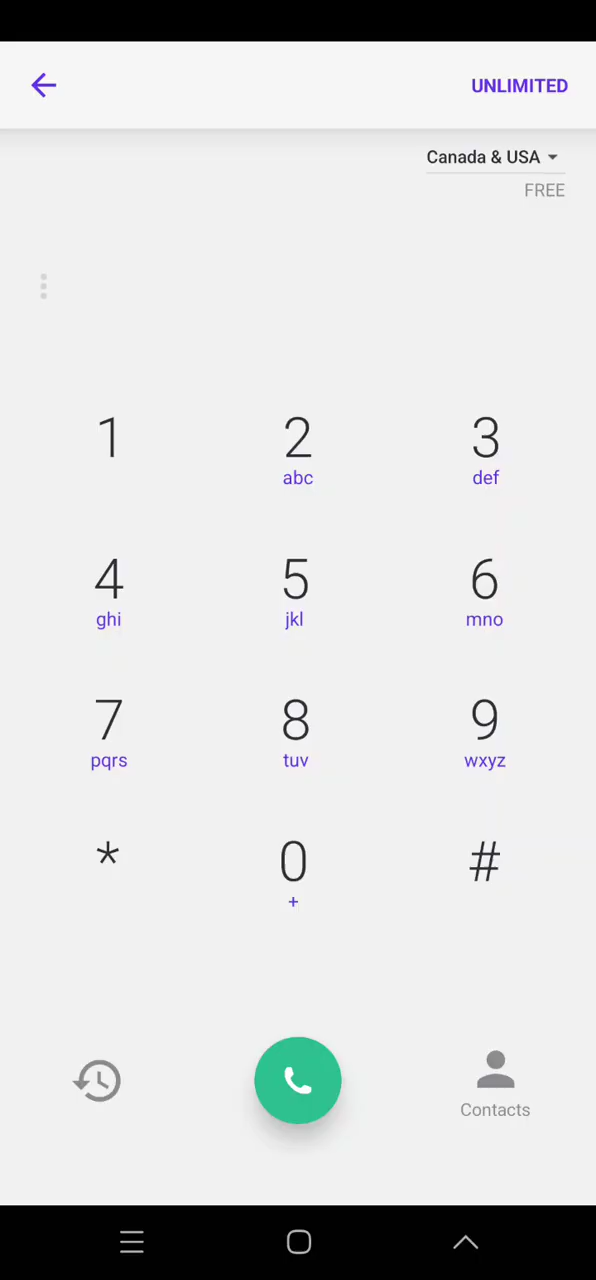 UNLIMITED
Canada & USA
FREE
1 2 3
abc def
4 5 6
ghi jkl mno
7 8 9
pqrs tuv wxyz
* 0 #
+
Contacts